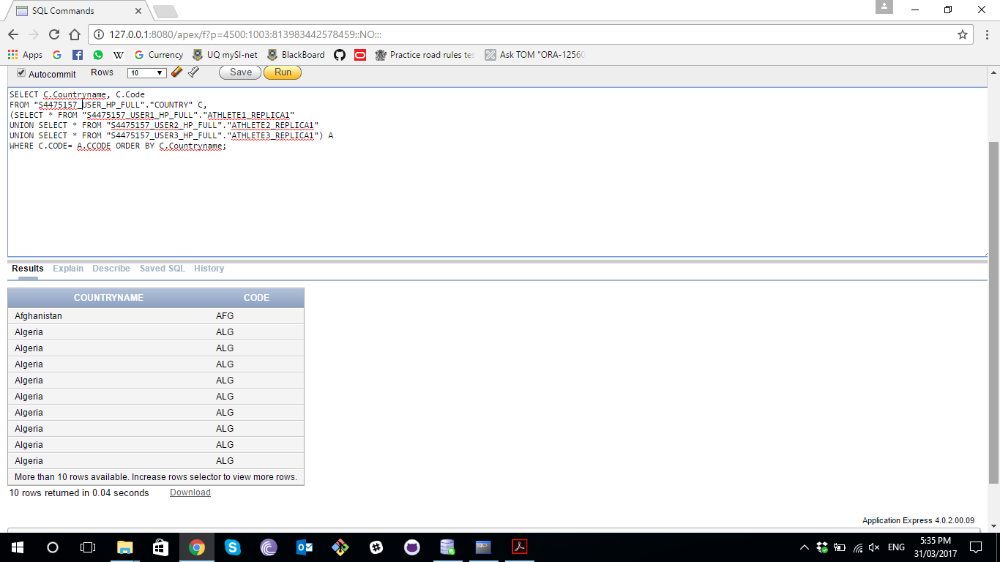 SQL Commands
127.0.0.1:8080/apex/f?p=4500:1003:813983442578459::NO:::
Apps Currency UQ mySI-net BlackBoard Practice road rules tes Ask TOM "ORA-1256
Autocommit Rows 10 Save Run
SELECT C.Countryname, C.Code
FROM "S4475157_USER_HP_FULL"."COUNTRY" C,
(SELECT * FROM "S4475157_USER1_HP_FULL"."ATHLETE1_REPLICA1"
UNION SELECT * FROM "S4475157_USER2_HP_FULL"."ATHLETE2_REPLICA1"
UNION SELECT * FROM "S4475157_USER3_HP_FULL"."ATHLETE3_REPLICA1") A
WHERE C.CODE= A.CCODE ORDER BY C.Countryname;
Results Explain Describe Saved SQL History
COUNTRYNAME CODE
Afghanistan AFG
Algeria ALG
Algeria ALG
Algeria ALG
Algeria ALG
Algeria ALG
Algeria ALG
Algeria ALG
Algeria ALG
Algeria ALG
More than 10 rows available. Increase rows selector to view more rows.
10 rows returned in 0.04 seconds Download
Application Express 4.0.2.00.09
ENG 5:35 PM
31/03/2017